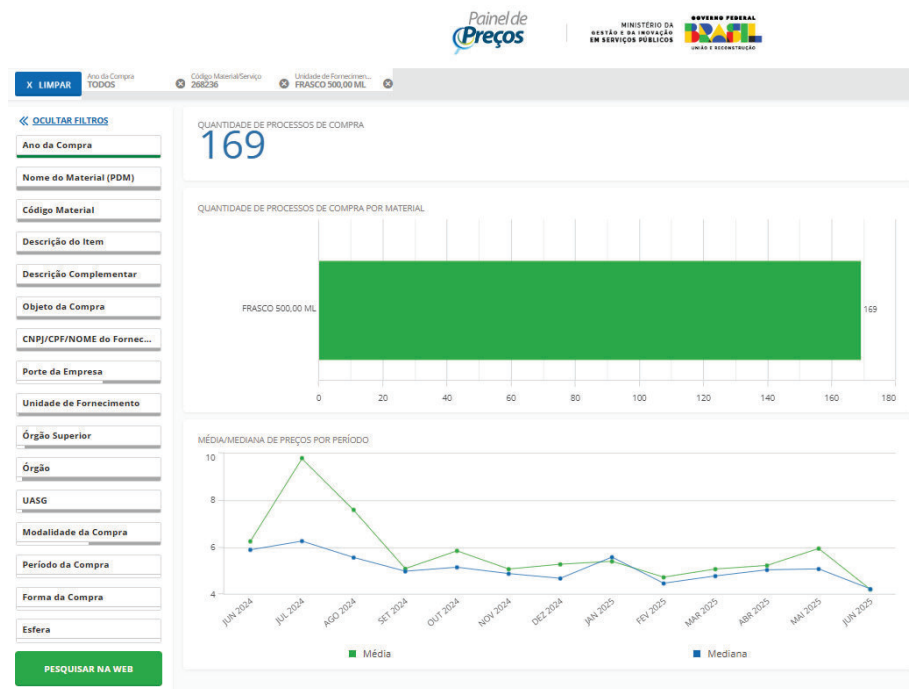 Painel de
Preços
MINISTÉRIO DA
GESTÃO E DA INOVAÇÃO
EM SERVIÇOS PÚBLICOS
GOVERNO FEDERAL
BRASIL
UNIÃO E RECONSTRUÇÃO
X LIMPAR
Ano da Compra
TODOS
Código Material/Serviço
268236
Unidade de Fornecimen...
FRASCO 500,00 ML
OCULTAR FILTROS
Ano da Compra
Nome do Material (PDM)
Código Material
Descrição do Item
Descrição Complementar
Objeto da Compra
CNPJ/CPF/NOME do Fornec...
Porte da Empresa
Unidade de Fornecimento
Órgão Superior
Órgão
UASG
Modalidade da Compra
Período da Compra
Forma da Compra
Esfera
PESQUISAR NA WEB
QUANTIDADE DE PROCESSOS DE COMPRA
169
QUANTIDADE DE PROCESSOS DE COMPRA POR MATERIAL
FRASCO 500,00 ML
169
0 20 40 60 80 100 120 140 160 180
MÉDIA/MEDIANA DE PREÇOS POR PERÍODO
10
8
6
4
JUN 2024 JUL 2024 AGO 2024 SET 2024 OUT 2024 NOV 2024 DEZ 2024 JAN 2025 FEV 2025 MAR 2025 ABR 2025 MAI 2025 JUN 2025
Média Mediana